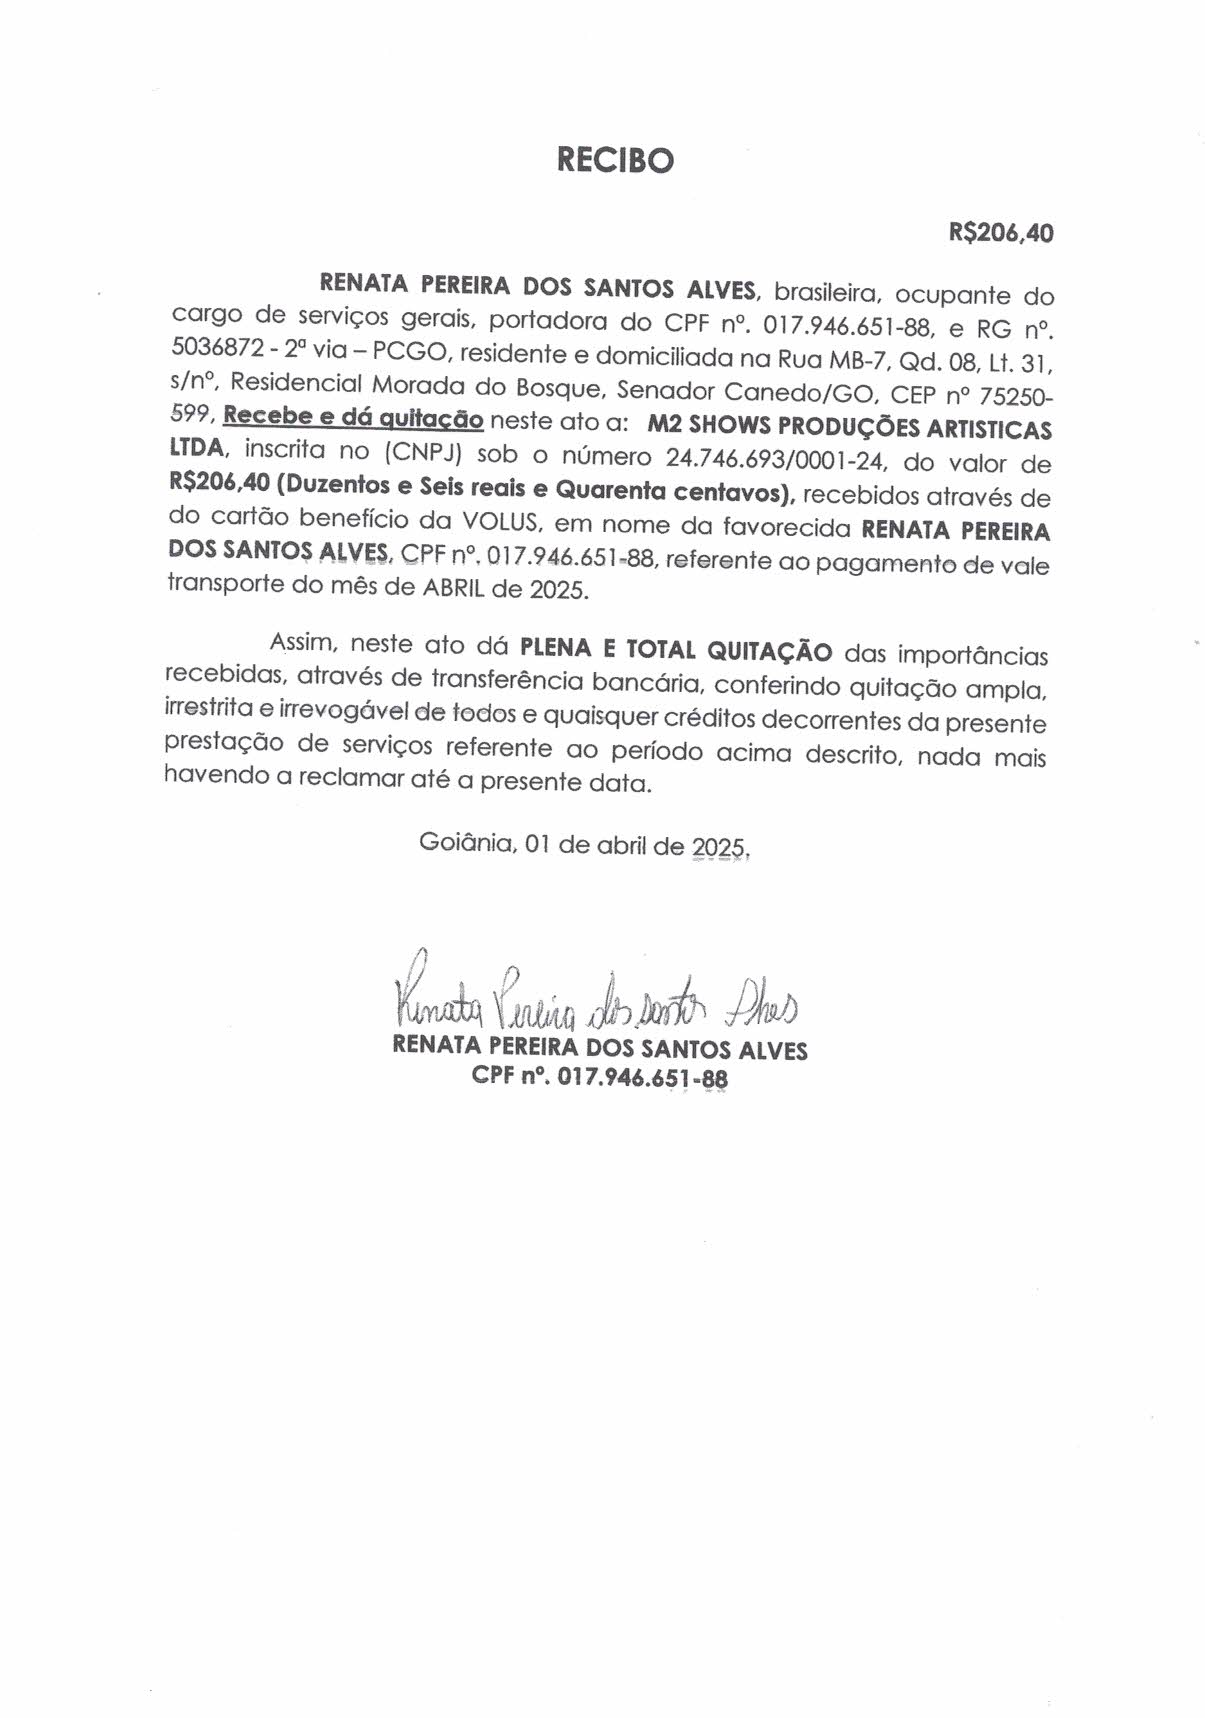 RECIBO
R$206,40
RENATA PEREIRA DOS SANTOS ALVES, brasileira, ocupante do
cargo de serviços gerais, portadora do CPF nº. 017.946.651-88, e RG nº.
5036872 - 2ª via – PCGO, residente e domiciliada na Rua MB-7, Qd. 08, Lt. 31,
s/nº, Residencial Morada do Bosque, Senador Canedo/GO, CEP nº 75250-
599, Recebe e dá quitação neste ato a: M2 SHOWS PRODUÇÕES ARTISTICAS
LTDA, inscrita no (CNPJ) sob o número 24.746.693/0001-24, do valor de
R$206,40 (Duzentos e Seis reais e Quarenta centavos), recebidos através de
do cartão benefício da VOLUS, em nome da favorecida RENATA PEREIRA
DOS SANTOS ALVES, CPF nº. 017.946.651-88, referente ao pagamento de vale
transporte do mês de ABRIL de 2025.
Assim, neste ato dá PLENA E TOTAL QUITAÇÃO das importâncias
recebidas, através de transferência bancária, conferindo quitação ampla,
irrestrita e irrevogável de todos e quaisquer créditos decorrentes da presente
prestação de serviços referente ao período acima descrito, nada mais
havendo a reclamar até a presente data.
Goiânia, 01 de abril de 2025.
Renata Pereira dos santos Alves
RENATA PEREIRA DOS SANTOS ALVES
CPF nº. 017.946.651-88